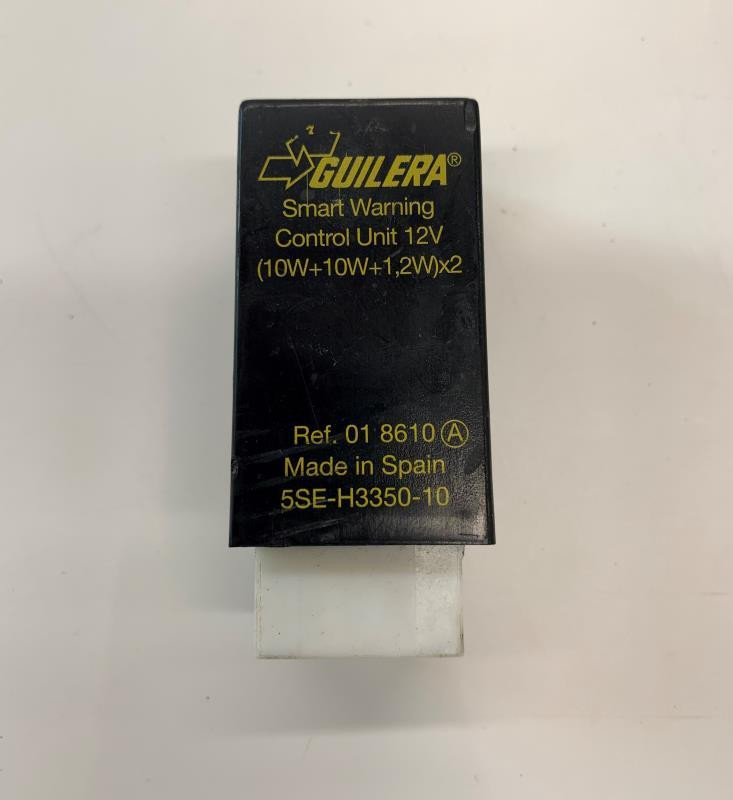 GUILERA®
Smart Warning
Control Unit 12V
(10W+10W+1,2W)x2
Ref. 01 8610 Ⓐ
Made in Spain
5SE-H3350-10